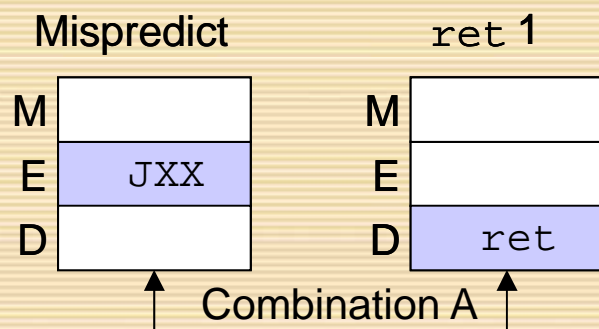 Mispredict ret 1
M M
E JXX E
D D ret
Combination A